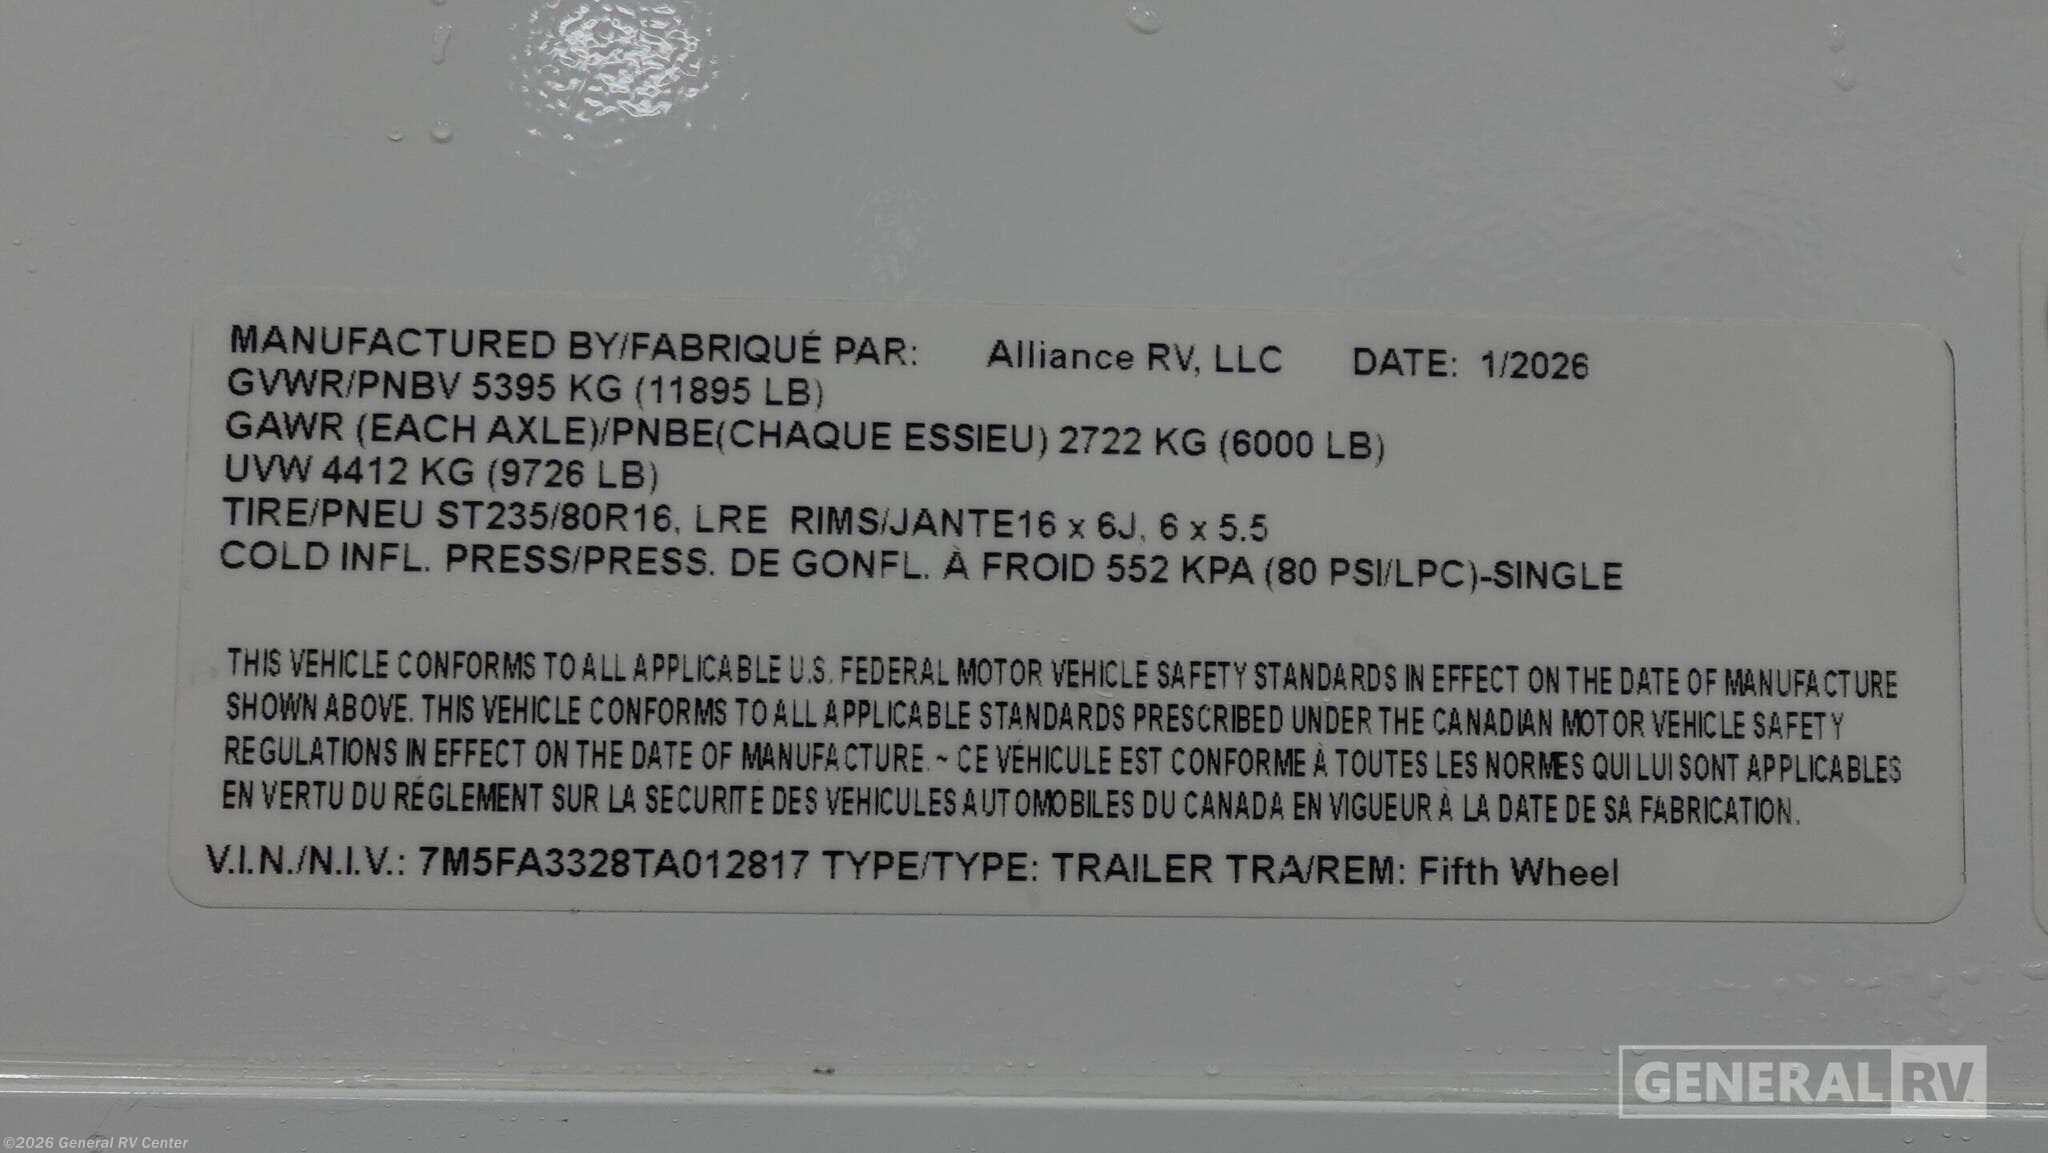 MANUFACTURED BY/FABRIQUÉ PAR: Alliance RV, LLC DATE: 1/2026
GVWR/PNBV 5395 KG (11895 LB)
GAWR (EACH AXLE)/PNBE(CHAQUE ESSIEU) 2722 KG (6000 LB)
UVW 4412 KG (9726 LB)
TIRE/PNEU ST235/80R16, LRE RIMS/JANTE16 x 6J, 6 x 5.5
COLD INFL. PRESS/PRESS. DE GONFL. À FROID 552 KPA (80 PSI/LPC)-SINGLE
THIS VEHICLE CONFORMS TO ALL APPLICABLE U.S. FEDERAL MOTOR VEHICLE SAFETY STANDARDS IN EFFECT ON THE DATE OF MANUFACTURE
SHOWN ABOVE. THIS VEHICLE CONFORMS TO ALL APPLICABLE STANDARDS PRESCRIBED UNDER THE CANADIAN MOTOR VEHICLE SAFETY
REGULATIONS IN EFFECT ON THE DATE OF MANUFACTURE. ~ CE VÉHICULE EST CONFORME À TOUTES LES NORMES QUI LUI SONT APPLICABLES
EN VERTU DU RÉGLEMENT SUR LA SÉCURITÉ DES VÉHICULES AUTOMOBILES DU CANADA EN VIGUEUR À LA DATE DE SA FABRICATION.
V.I.N./N.I.V.: 7M5FA3328TA012817 TYPE/TYPE: TRAILER TRA/REM: Fifth Wheel
GENERAL RV
©2026 General RV Center